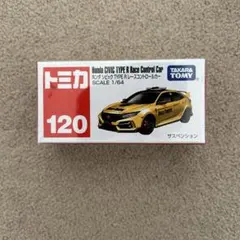 トミカ
120
Honda CIVIC TYPE R Race Control Car
ホンダ シビック TYPE R レースコントロールカー
SCALE 1/64
TAKARA
TOMY
サスペンション